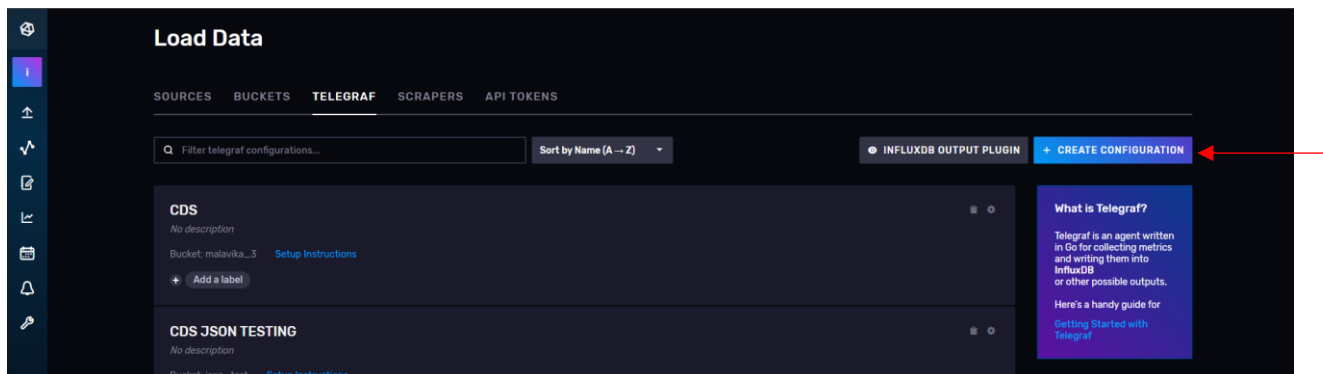 Load Data
i
SOURCES BUCKETS TELEGRAF SCRAPERS API TOKENS
Filter telegraf configurations... Sort by Name (A → Z) INFLUXDB OUTPUT PLUGIN + CREATE CONFIGURATION
CDS
No description
Bucket: malavika_3 Setup Instructions
+ Add a label
CDS JSON TESTING
No description
Setup Instructions
What is Telegraf?
Telegraf is an agent written
in Go for collecting metrics
and writing them into
InfluxDB
or other possible outputs.
Here's a handy guide for
Getting Started with
Telegraf